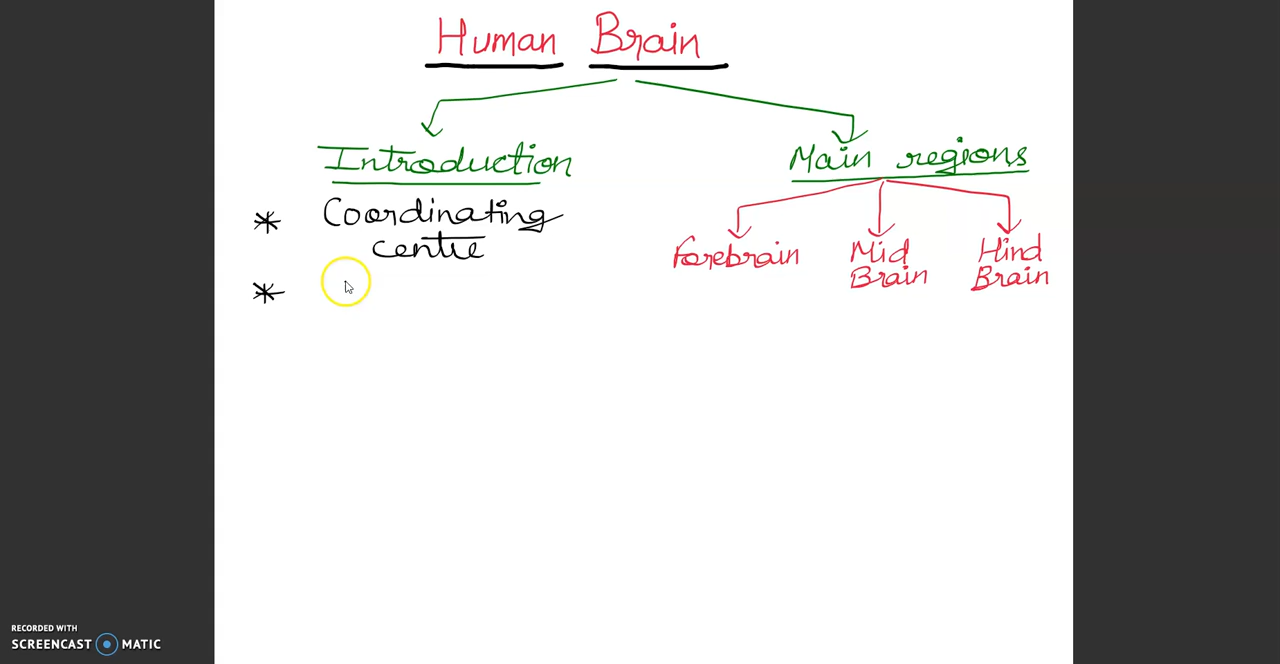 Human Brain
Introduction
Main regions
* Coordinating
centre
*
Forebrain
Mid
Brain
Hind
Brain
RECORDED WITH
SCREENCAST MATIC